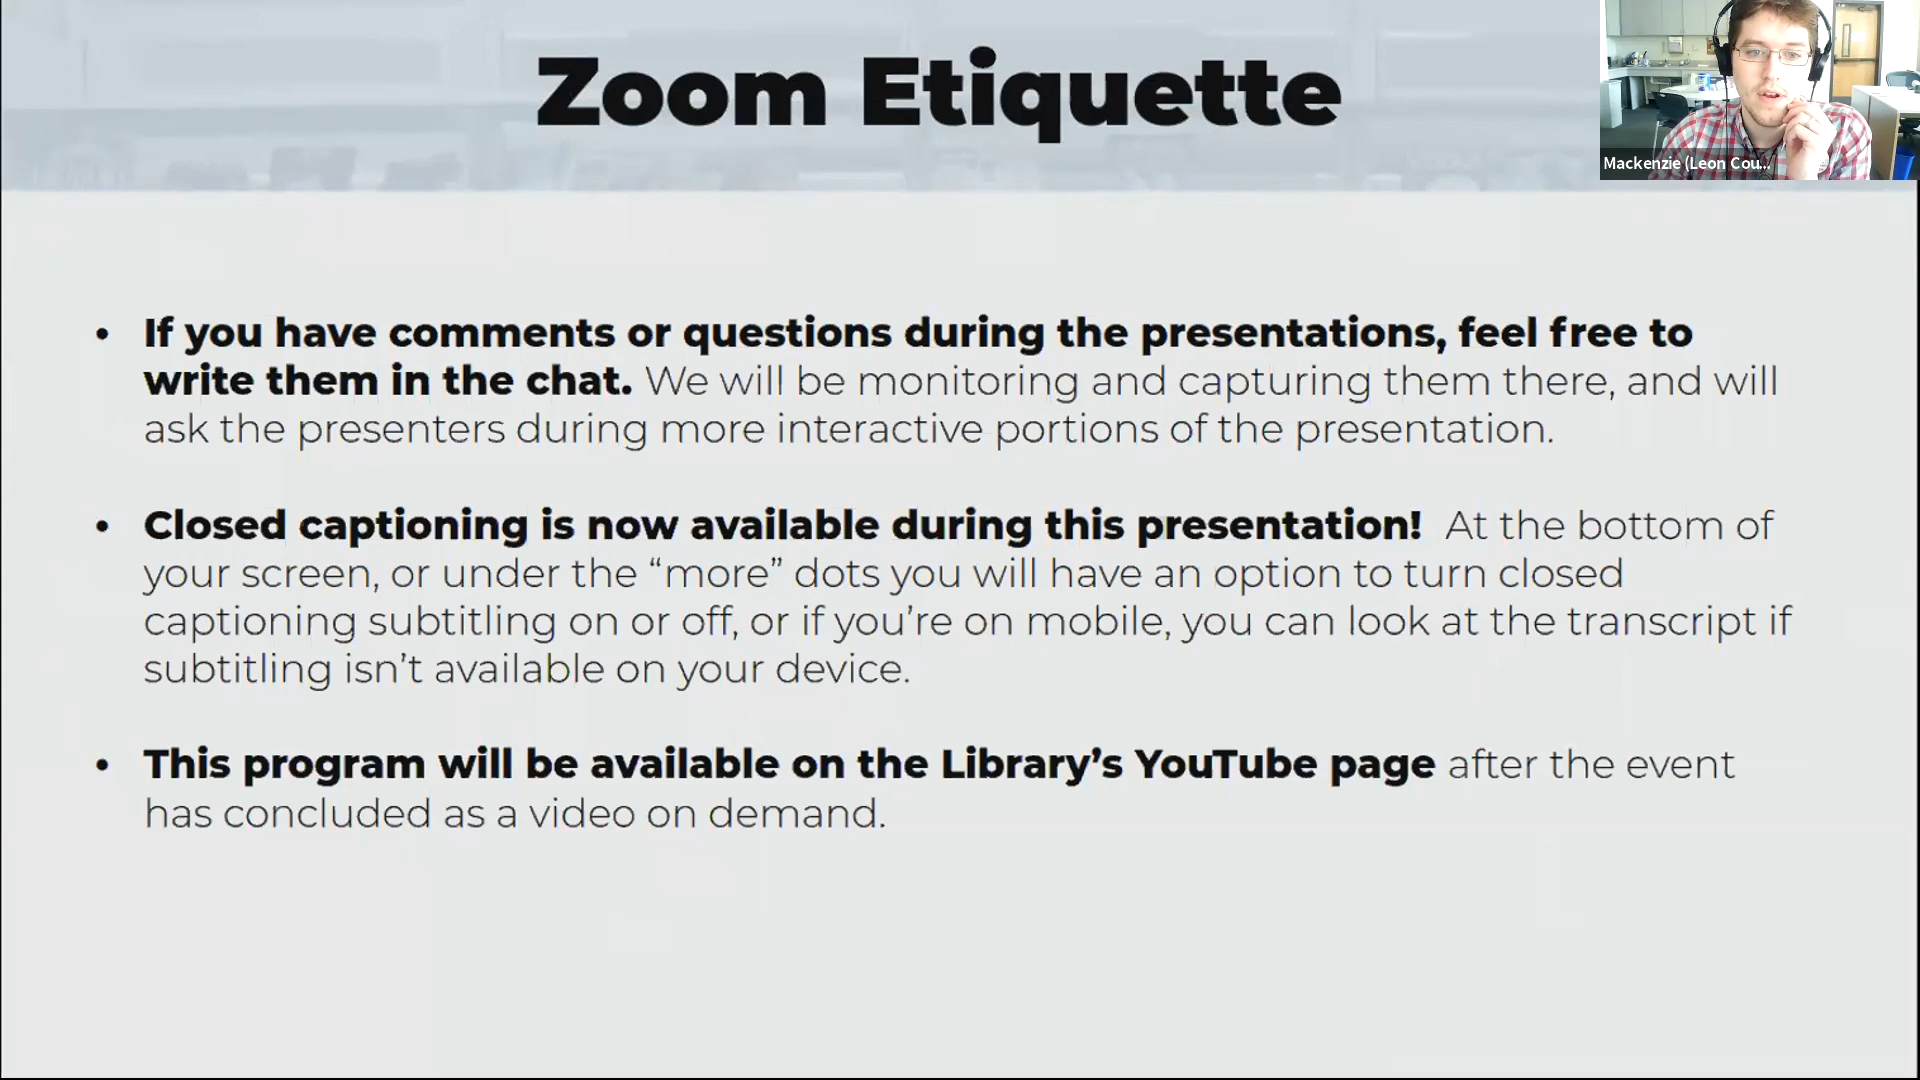 Zoom Etiquette
Mackenzie (Leon Cou...
• If you have comments or questions during the presentations, feel free to
write them in the chat. We will be monitoring and capturing them there, and will
ask the presenters during more interactive portions of the presentation.
• Closed captioning is now available during this presentation!  At the bottom of
your screen, or under the “more” dots you will have an option to turn closed
captioning subtitling on or off, or if you’re on mobile, you can look at the transcript if
subtitling isn’t available on your device.
• This program will be available on the Library’s YouTube page after the event
has concluded as a video on demand.